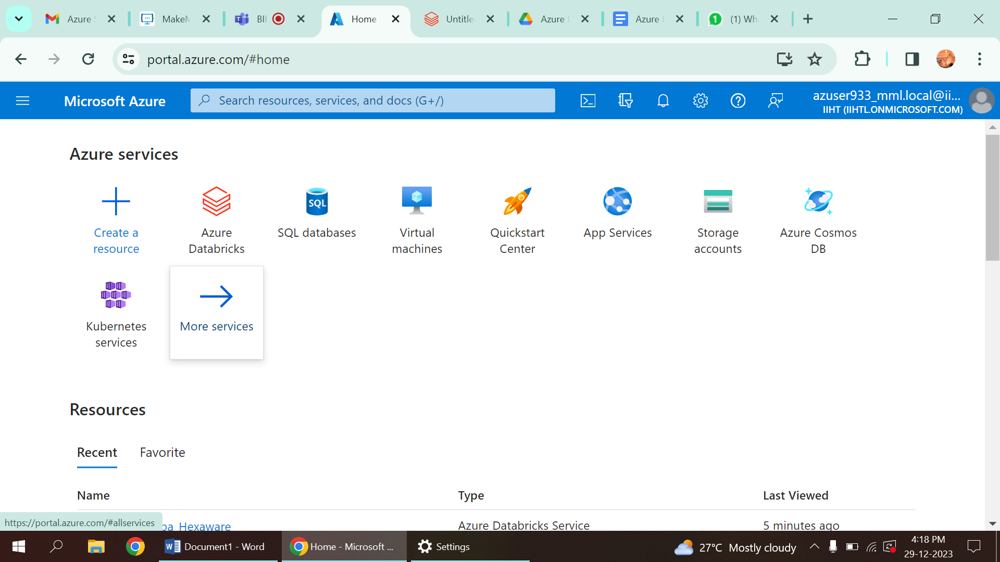 Azure S
MakeM
BIE
Home
Untitle
Azure D
Azure D
(1) Wh
portal.azure.com/#home
Microsoft Azure
Search resources, services, and docs (G+/)
azuser933_mml.local@ii...
IIHT (IIHTL.ONMICROSOFT.COM)
Azure services
Create a resource
Azure Databricks
SQL databases
Virtual machines
Quickstart Center
App Services
Storage accounts
Azure Cosmos DB
Kubernetes services
More services
Resources
Recent
Favorite
Name
Type
Last Viewed
https://portal.azure.com/#allservices
ba_Hexaware
Azure Databricks Service
5 minutes ago
Document1 - Word
Home - Microsoft ...
Settings
27°C Mostly cloudy
4:18 PM
29-12-2023